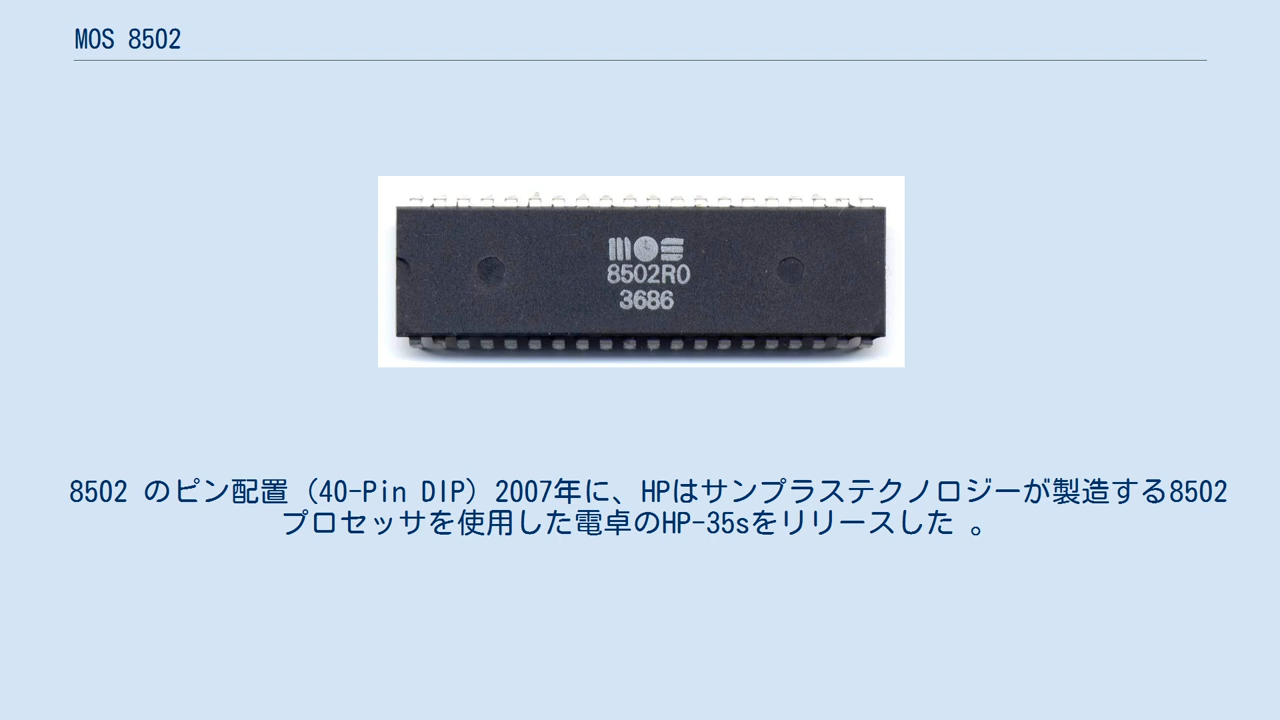 MOS 8502
mos
8502R0
3686
8502 のピン配置 (40-Pin DIP) 2007年に、HPはサンプラステクノロジーが製造する8502
プロセッサを使用した電卓のHP-35sをリリースした 。